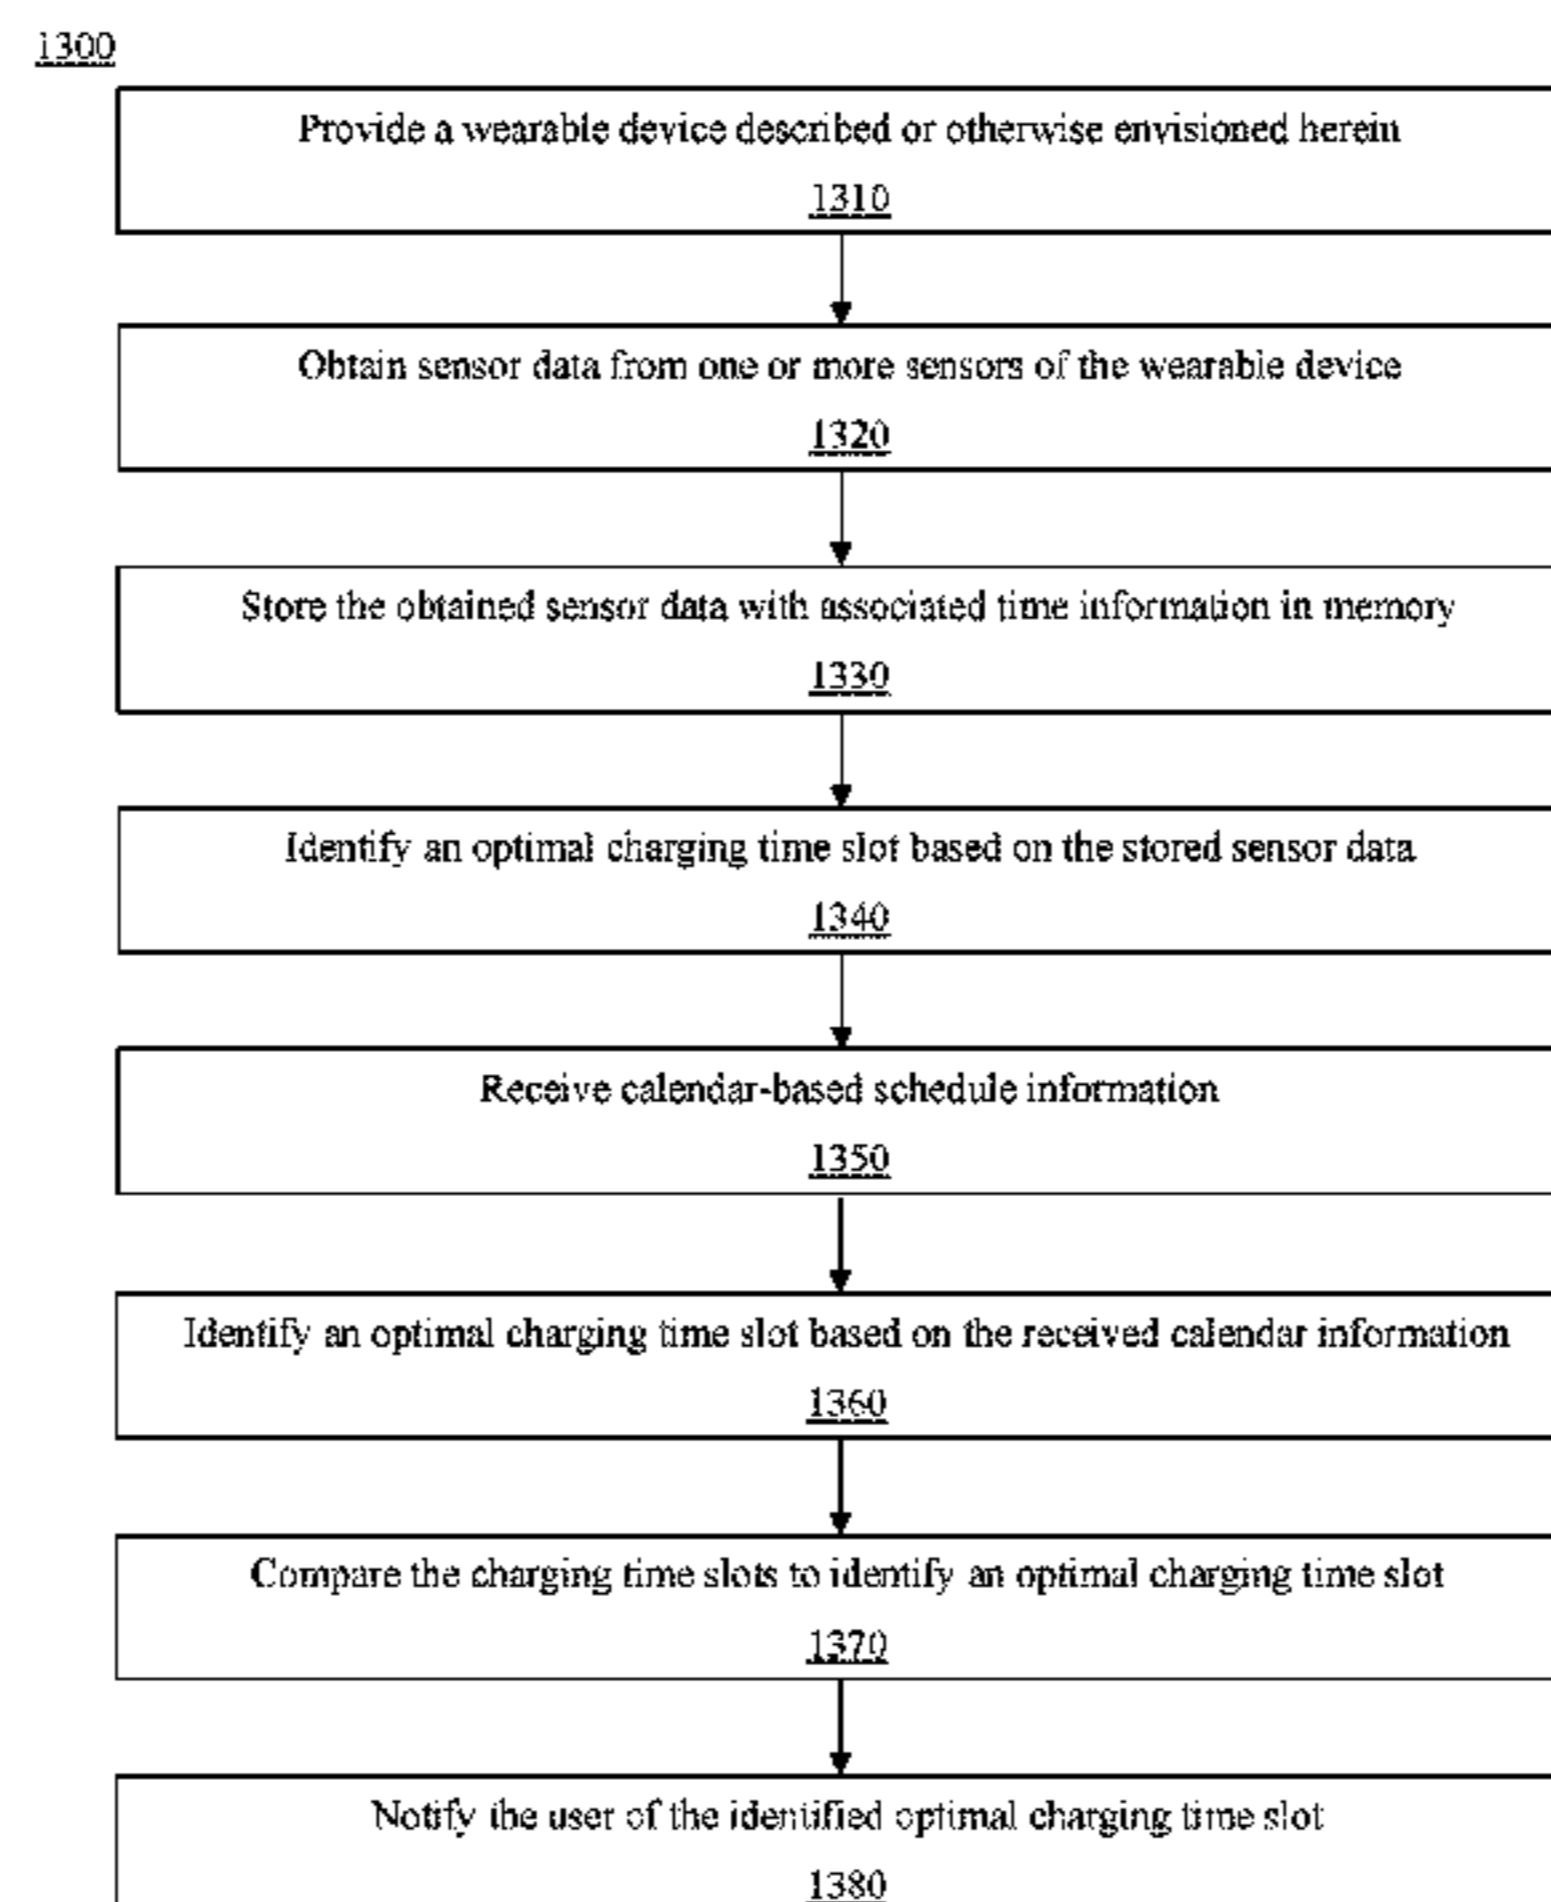 1300
Provide a wearable device described or otherwise envisioned herein
1310
Obtain sensor data from one or more sensors of the wearable device
1320
Store the obtained sensor data with associated time information in memory
1330
Identify an optimal charging time slot based on the stored sensor data
1340
Receive calendar-based schedule information
1350
Identify an optimal charging time slot based on the received calendar information
1360
Compare the charging time slots to identify an optimal charging time slot
1370
Notify the user of the identified optimal charging time slot
1380